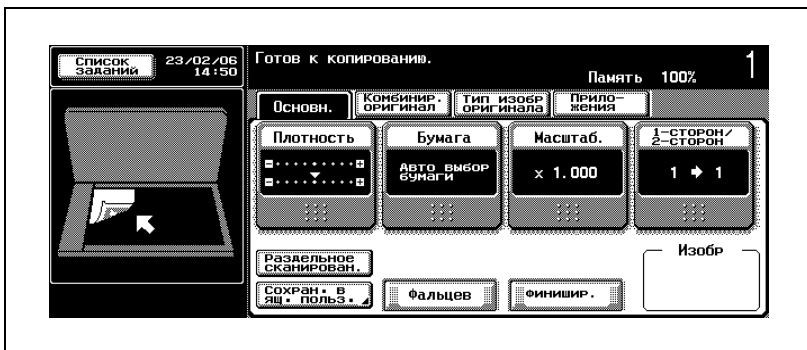 Список
заданий
23/02/06
14:50
Готов к копированию.
Память 100%
1
Основн.
Комбинир.
оригинал
Тип изобр
оригинала
Прило-
жения
Плотность
Бумага
Авто выбор
бумаги
Масштаб.
x 1.000
1-сторон/
2-сторон
1 ➔ 1
Раздельное
сканирован.
Сохран. в
ящ. польз.
Фальцев
Финишир.
Изобр